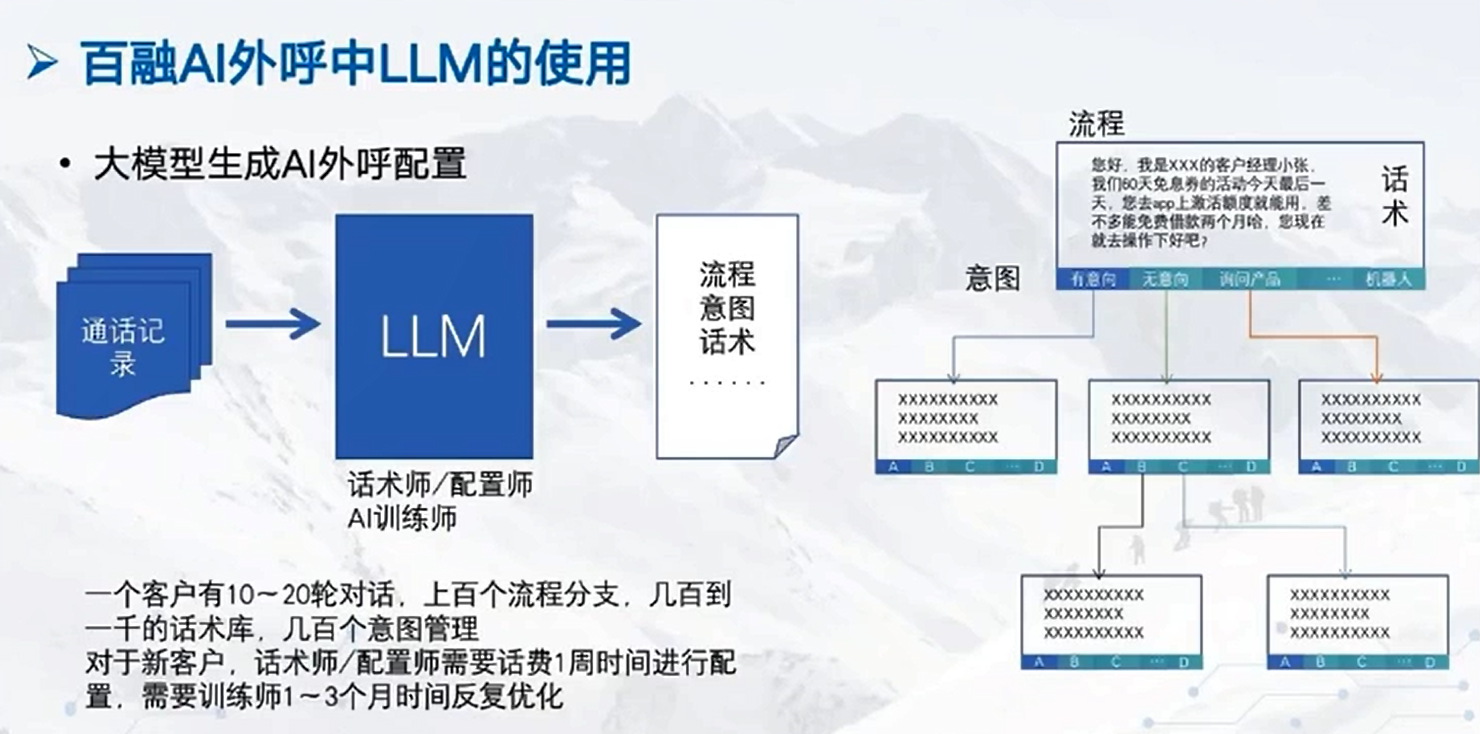 百融AI外呼中LLM的使用
• 大模型生成AI外呼配置
通话记
录
LLM
话术师/配置师
AI训练师
流程
意图
话术
······
一个客户有10～20轮对话，上百个流程分支，几百到
一千的话术库，几百个意图管理
对于新客户，话术师/配置师需要话费1周时间进行配
置，需要训练师1～3个月时间反复优化
流程
您好，我是XXX的客户经理小张，
我们60天免息券的活动今天最后一
天，您去app上激活额度就能用，差
不多能免费借款两个月哈，您现在
就去操作下好吧？
话
术
意图
有意向 无意向 询问产品 ··· 机器人
XXXXXXXXXX
XXXXXXXX
XXXXXXXXXX
A B C ··· D
XXXXXXXXXX
XXXXXXXX
XXXXXXXXXX
A B C ··· D
XXXXXXXXXX
XXXXXXXX
XXXXXXXXXX
A B C ··· D
XXXXXXXXXX
XXXXXXXX
XXXXXXXXXX
A B C ··· D
XXXXXXXXXX
XXXXXXXX
XXXXXXXXXX
A B C ··· D